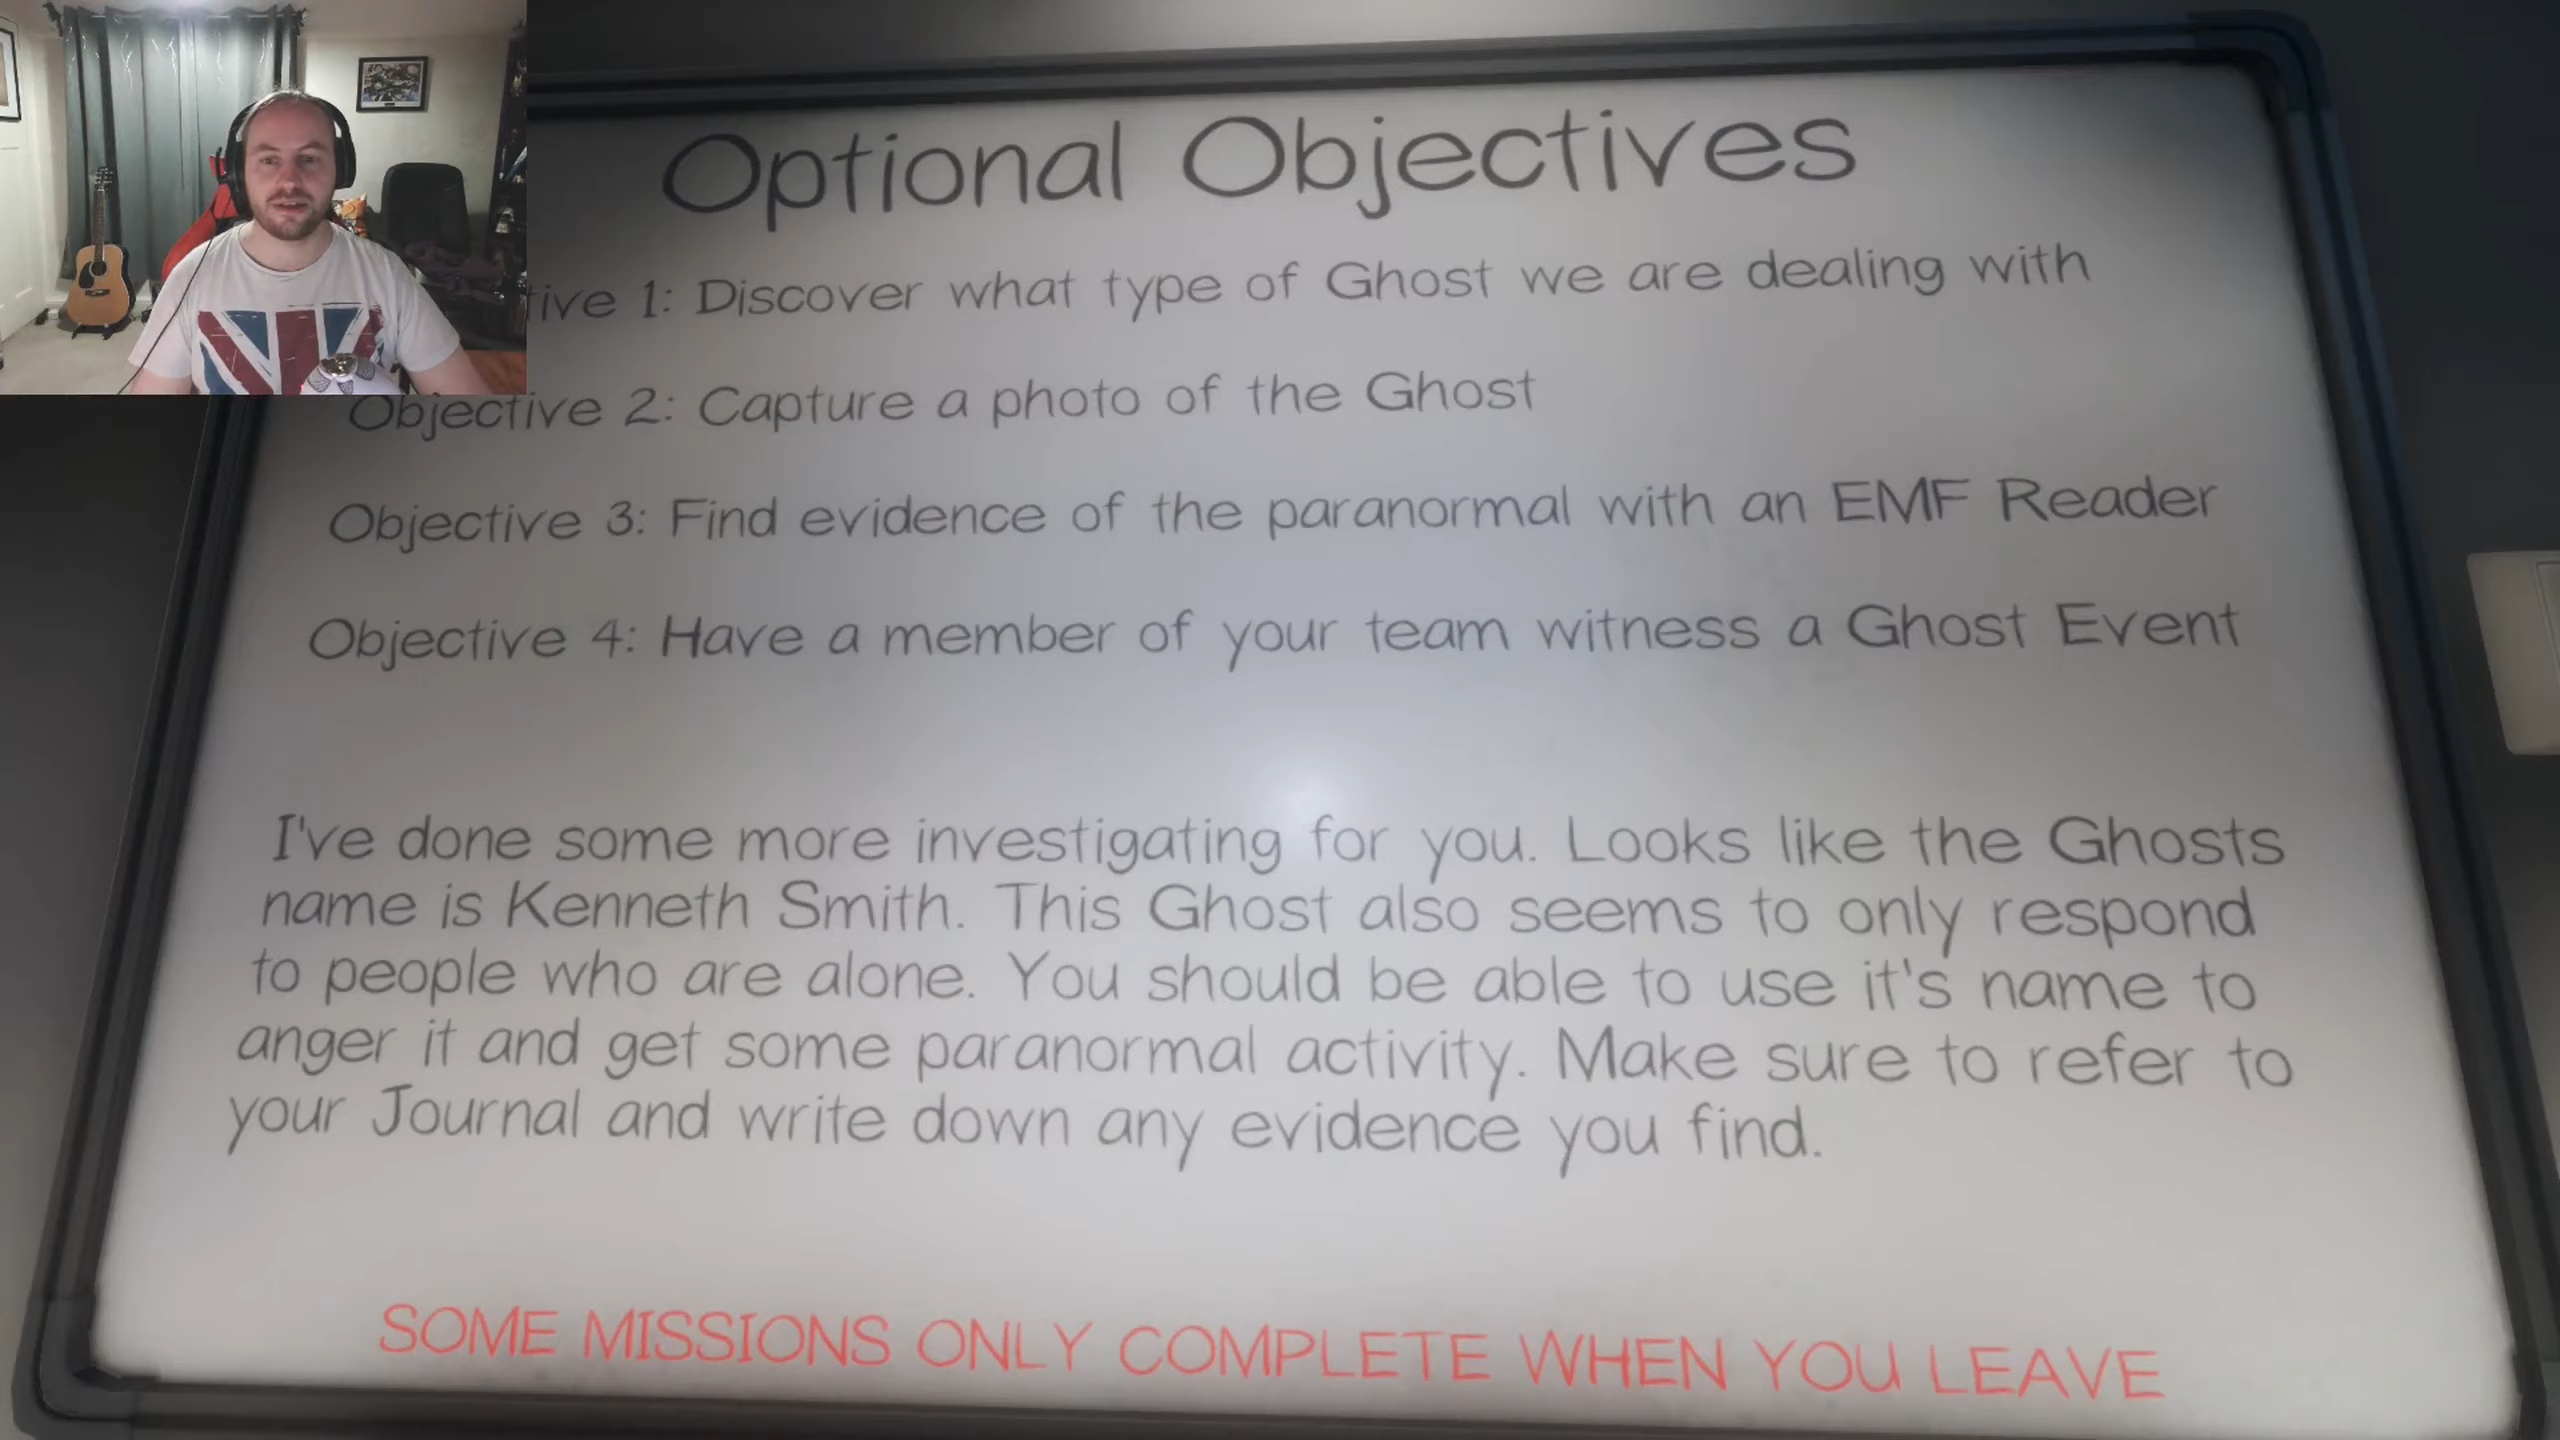 Optional Objectives
tive 1: Discover what type of Ghost we are dealing with
Objective 2: Capture a photo of the Ghost
Objective 3: Find evidence of the paranormal with an EMF Reader
Objective 4: Have a member of your team witness a Ghost Event
I've done some more investigating for you. Looks like the Ghosts
name is Kenneth Smith. This Ghost also seems to only respond
to people who are alone. You should be able to use it's name to
anger it and get some paranormal activity. Make sure to refer to
your Journal and write down any evidence you find.
SOME MISSIONS ONLY COMPLETE WHEN YOU LEAVE